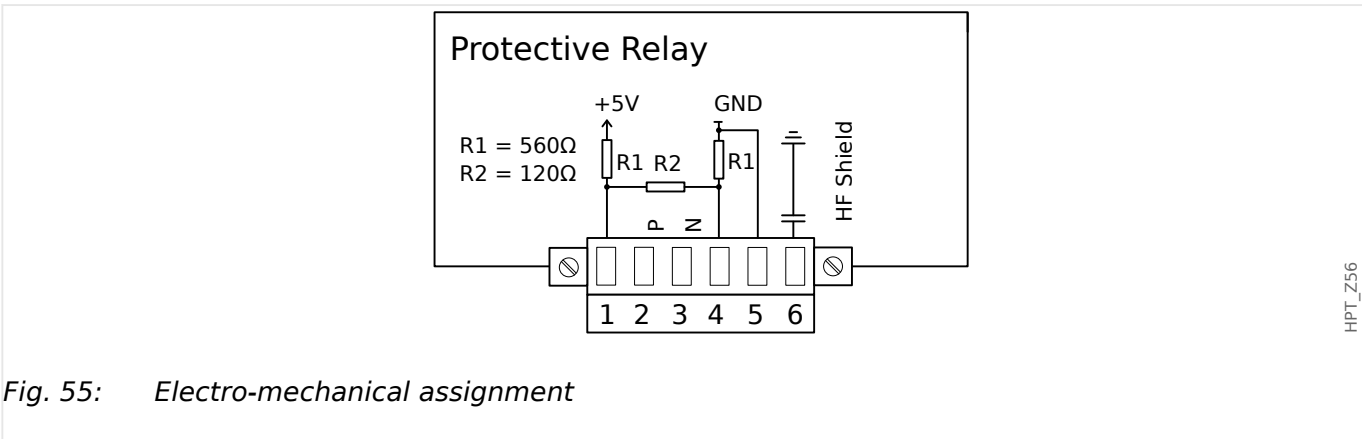 Protective Relay
+5V
GND
R1 = 560Ω
R2 = 120Ω
R1
R2
R1
HF Shield
P
N
1 2 3 4 5 6
HPT_Z56
Fig. 55: Electro-mechanical assignment